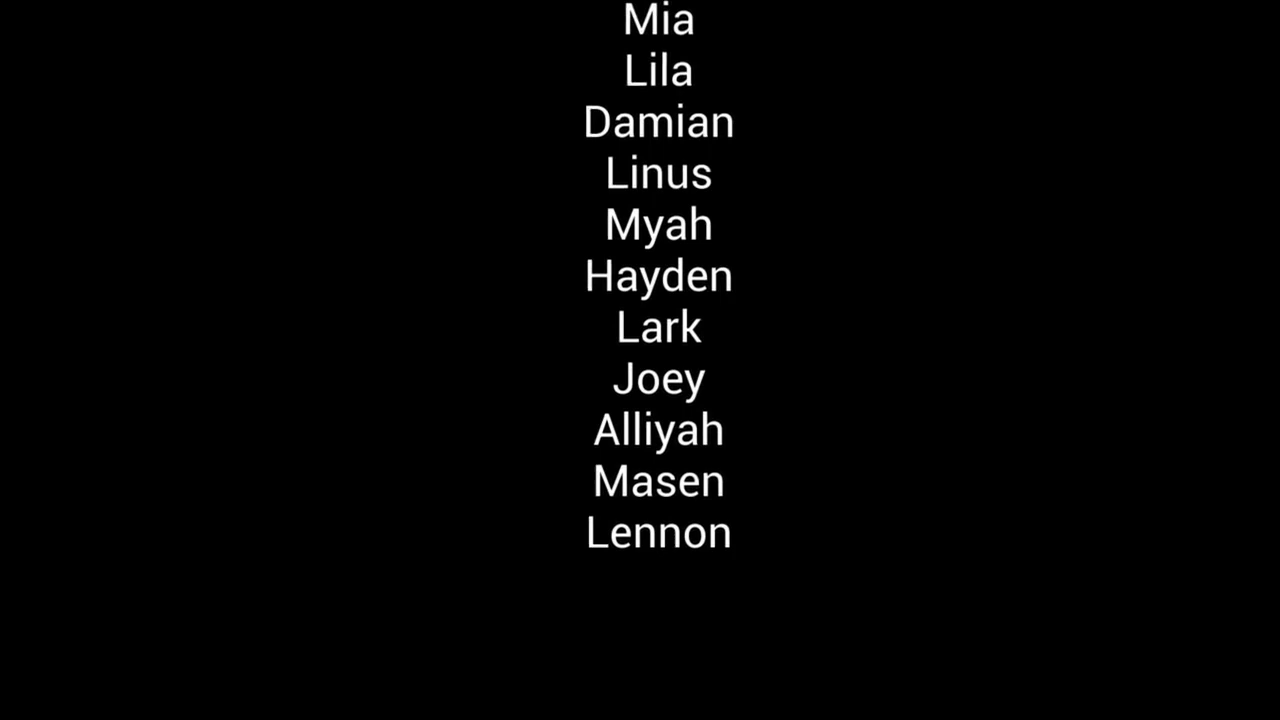 Mia
Lila
Damian
Linus
Myah
Hayden
Lark
Joey
Alliyah
Masen
Lennon